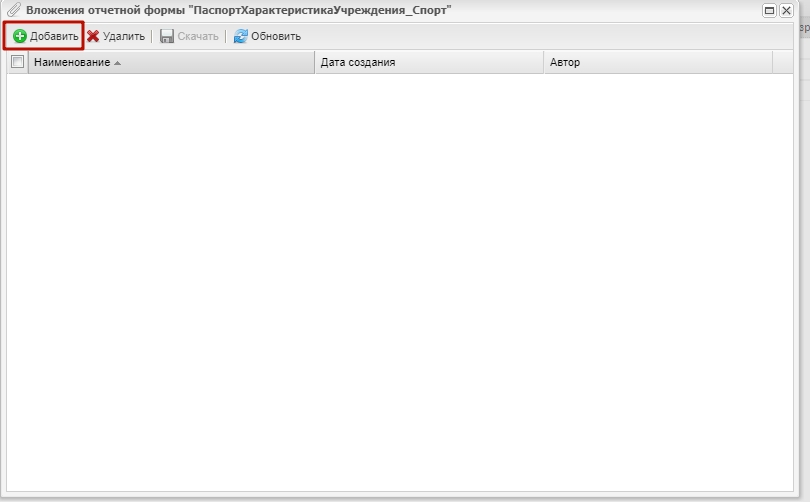 Вложения отчетной формы "ПаспортХарактеристикаУчреждения_Спорт"
Добавить Удалить Скачать Обновить
Наименование Дата создания Автор